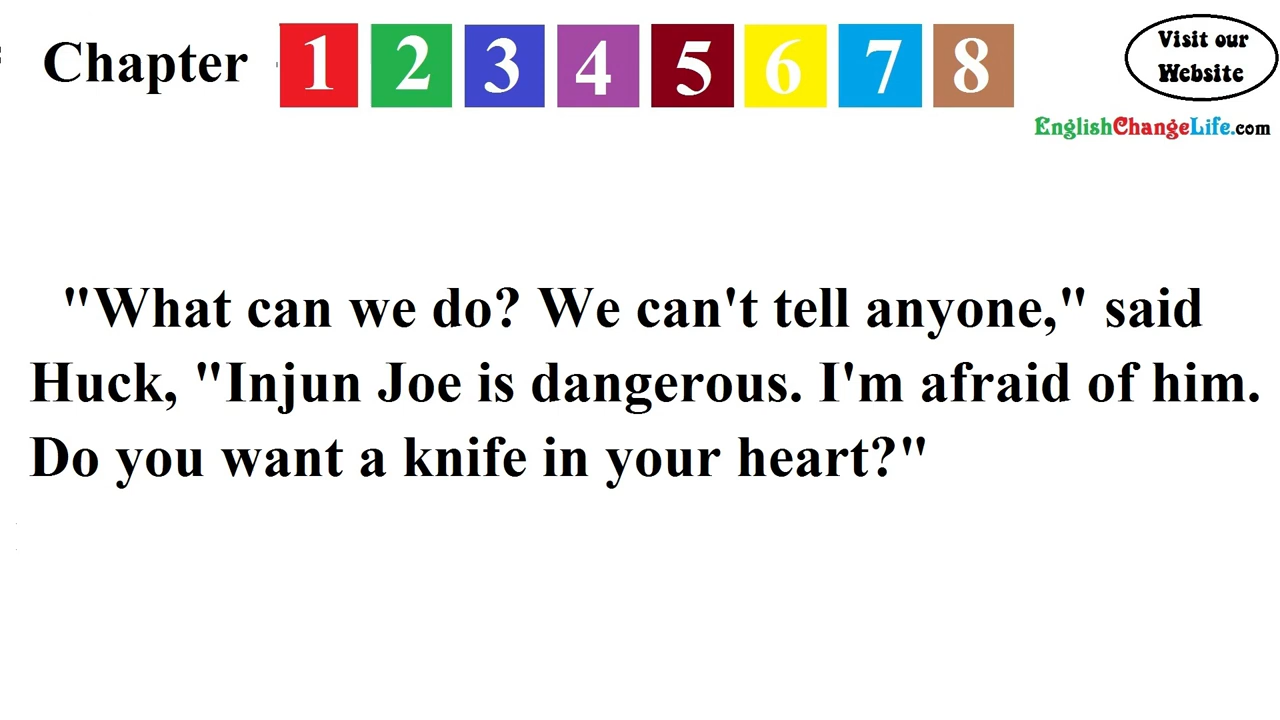 Chapter 1 2 3 4 5 6 7 8
Visit our
Website
EnglishChangeLife.com
"What can we do? We can't tell anyone," said
Huck, "Injun Joe is dangerous. I'm afraid of him.
Do you want a knife in your heart?"